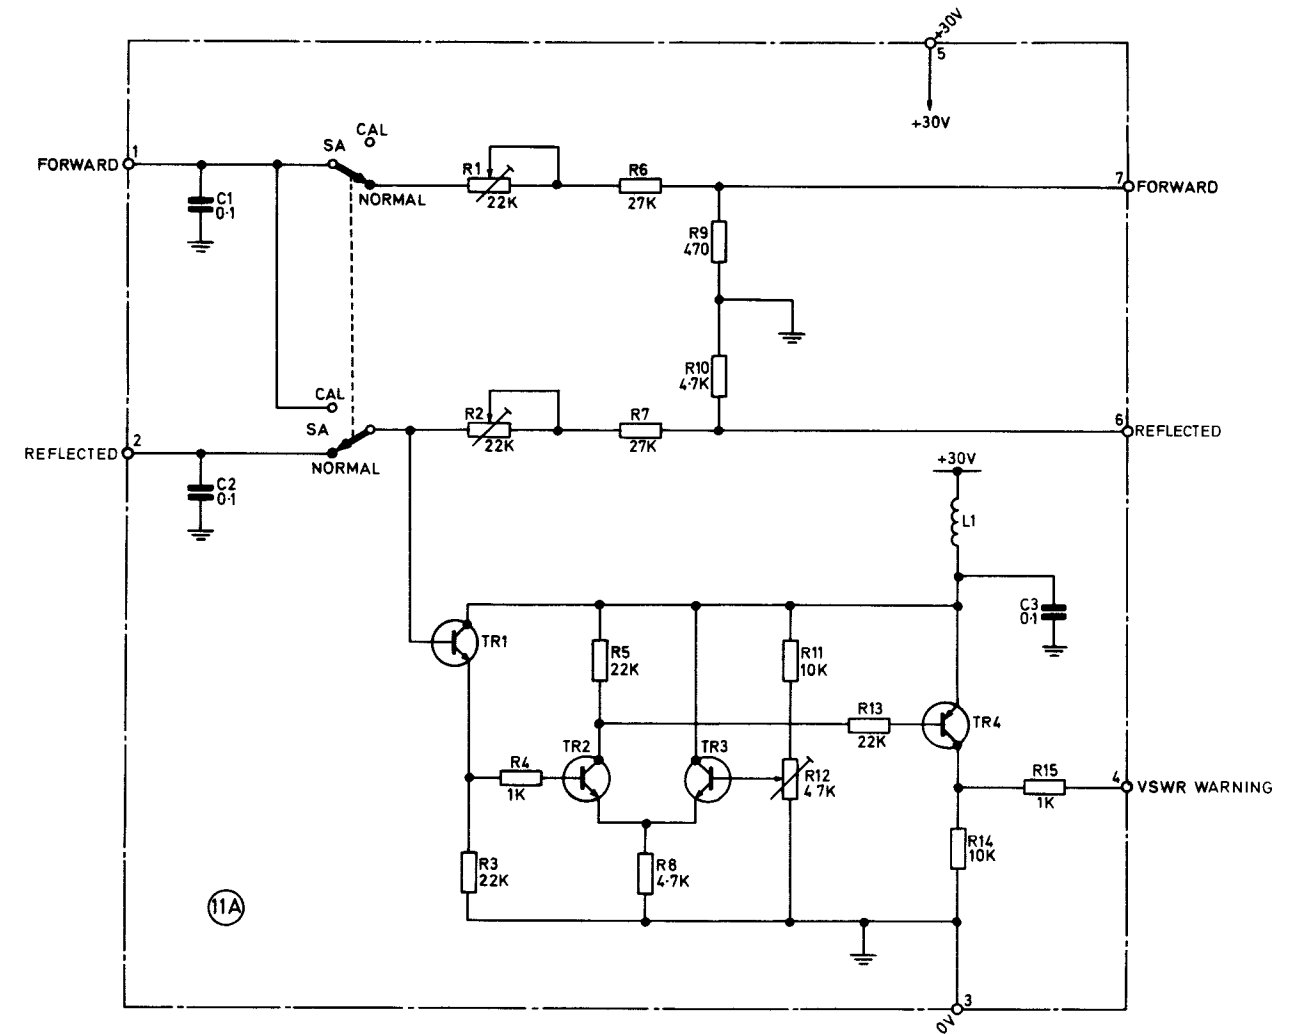 +30V
5
+30V
CAL
SA
FORWARD
1
NORMAL
C1
0·1
R1
22K
R6
27K
7
FORWARD
R9
470
R10
4·7K
CAL
SA
REFLECTED
2
NORMAL
C2
0·1
R2
22K
R7
27K
6
REFLECTED
+30V
L1
C3
0·1
TR1
R5
22K
R11
10K
R13
22K
TR4
TR2
TR3
R4
1K
R12
4 7K
R15
1K
4
VSWR WARNING
R3
22K
R8
4·7K
R14
10K
11A
3
0V